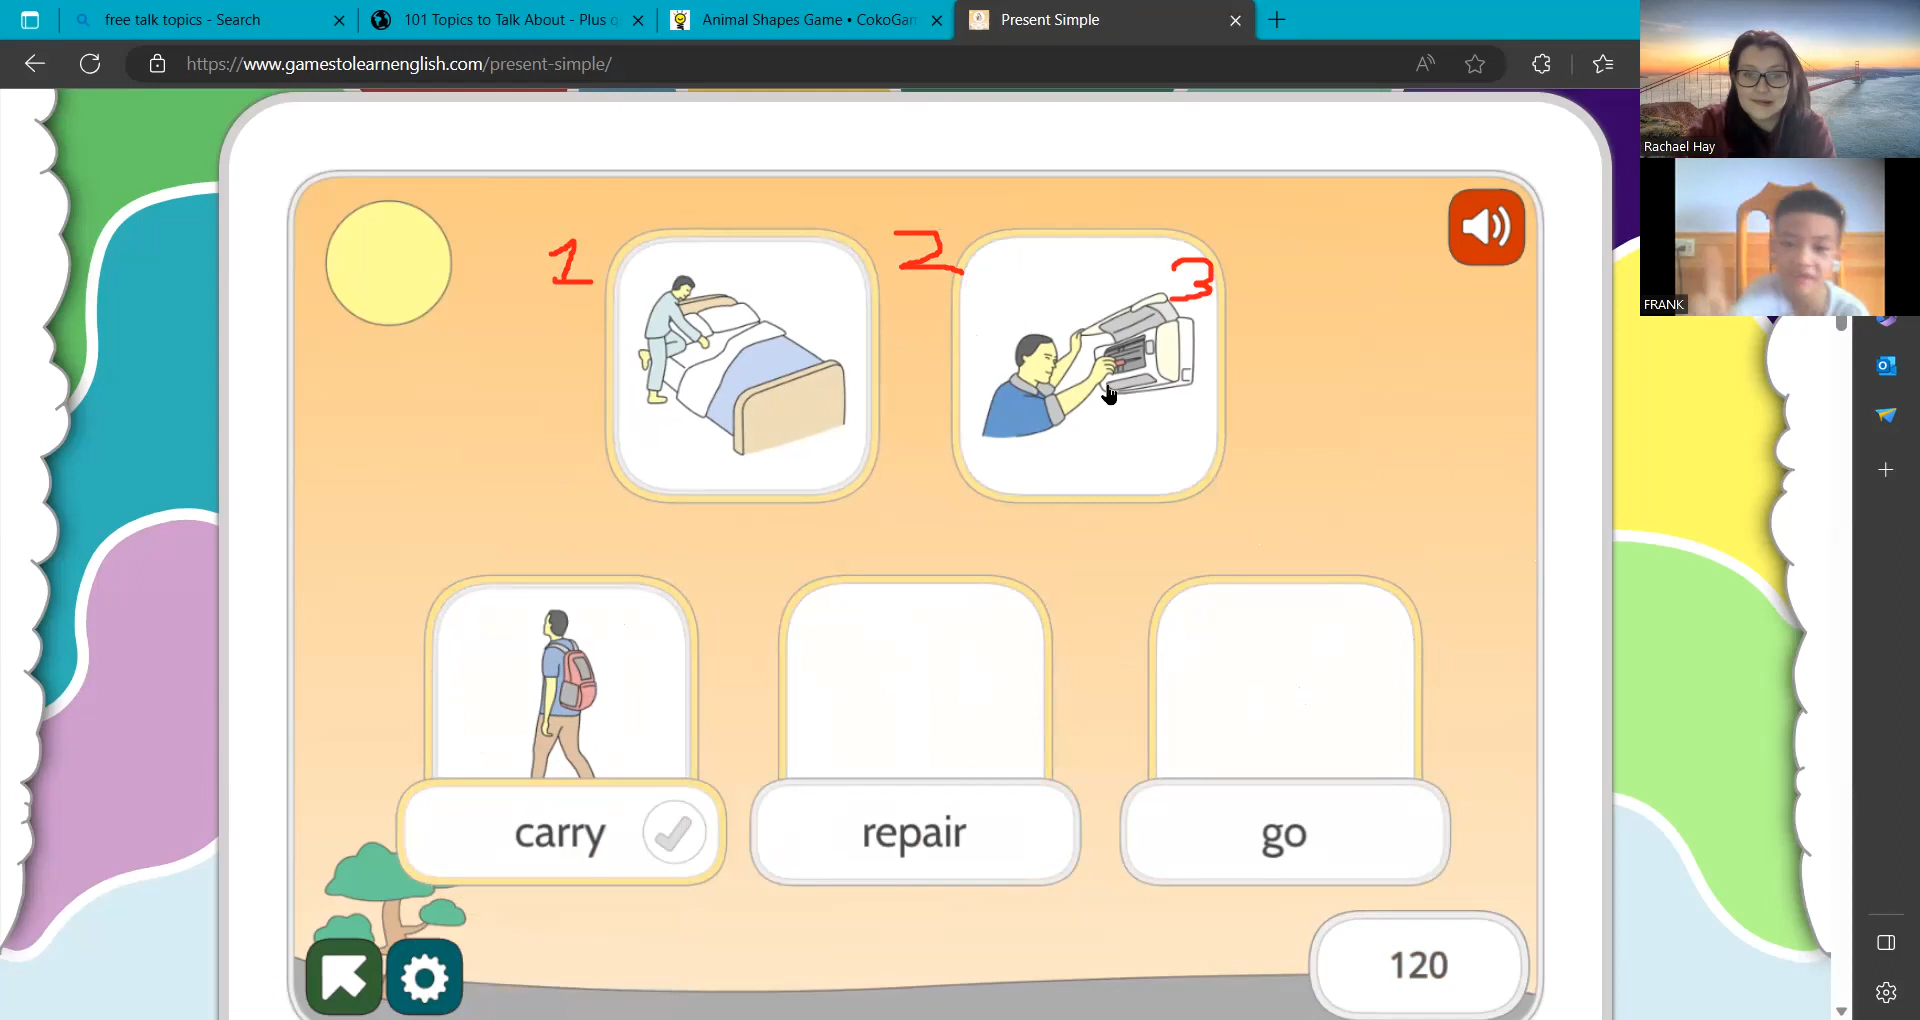 free talk topics - Search
101 Topics to Talk About - Plus q
Animal Shapes Game • CokoGam
Present Simple
https://www.gamestolearnenglish.com/present-simple/
Rachael Hay
FRANK
1
2
3
carry
repair
go
120